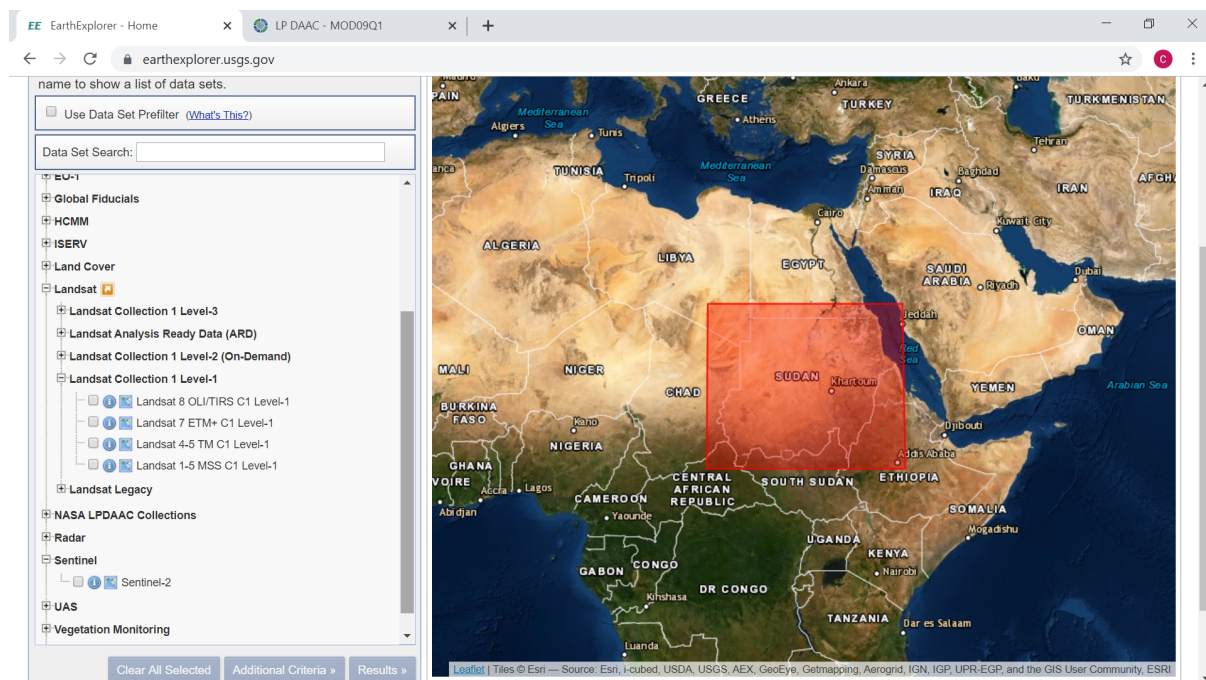 EE EarthExplorer - Home
LP DAAC - MOD09Q1
earthexplorer.usgs.gov
C
name to show a list of data sets.
Use Data Set Prefilter (What's This?)
Data Set Search:
EO-1
Global Fiducials
HCMM
ISERV
Land Cover
Landsat
Landsat Collection 1 Level-3
Landsat Analysis Ready Data (ARD)
Landsat Collection 1 Level-2 (On-Demand)
Landsat Collection 1 Level-1
Landsat 8 OLI/TIRS C1 Level-1
Landsat 7 ETM+ C1 Level-1
Landsat 4-5 TM C1 Level-1
Landsat 1-5 MSS C1 Level-1
Landsat Legacy
NASA LPDAAC Collections
Radar
Sentinel
Sentinel-2
UAS
Vegetation Monitoring
Clear All Selected
Additional Criteria »
Results »
Madrid
PAIN
GREECE
Ankara
TURKEY
Baku
TURKMENISTAN
Mediterranean
Sea
Algiers
Tunis
Athens
Tehran
SYRIA
anca
TUNISIA
Tripoli
Mediterranean
Sea
Damascus
Baghdad
Amman
IRAQ
IRAN
AFGH
Cairo
Kuwait City
ALGERIA
LIBYA
EGYPT
SAUDI
ARABIA
Riyadh
Dubai
Jeddah
OMAN
Red
Sea
MALI
NIGER
CHAD
SUDAN
Khartoum
YEMEN
Arabian Sea
BURKINA
FASO
Kano
Djibouti
NIGERIA
Addis Ababa
GHANA
VOIRE
Accra
Lagos
CENTRAL
AFRICAN
REPUBLIC
SOUTH SUDAN
ETHIOPIA
Abidjan
CAMEROON
Yaounde
SOMALIA
Mogadishu
UGANDA
KENYA
GABON
CONGO
Nairobi
DR CONGO
Kinshasa
TANZANIA
Dar es Salaam
Luanda
Leaflet | Tiles © Esri — Source: Esri, i-cubed, USDA, USGS, AEX, GeoEye, Getmapping, Aerogrid, IGN, IGP, UPR-EGP, and the GIS User Community, ESRI